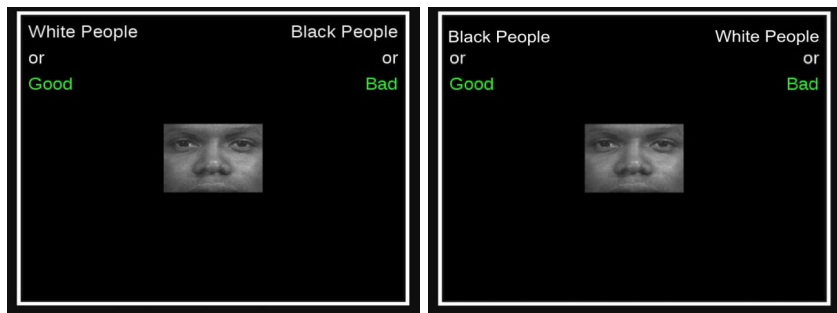 White People Black People
or or
Good Bad
Black People White People
or or
Good Bad